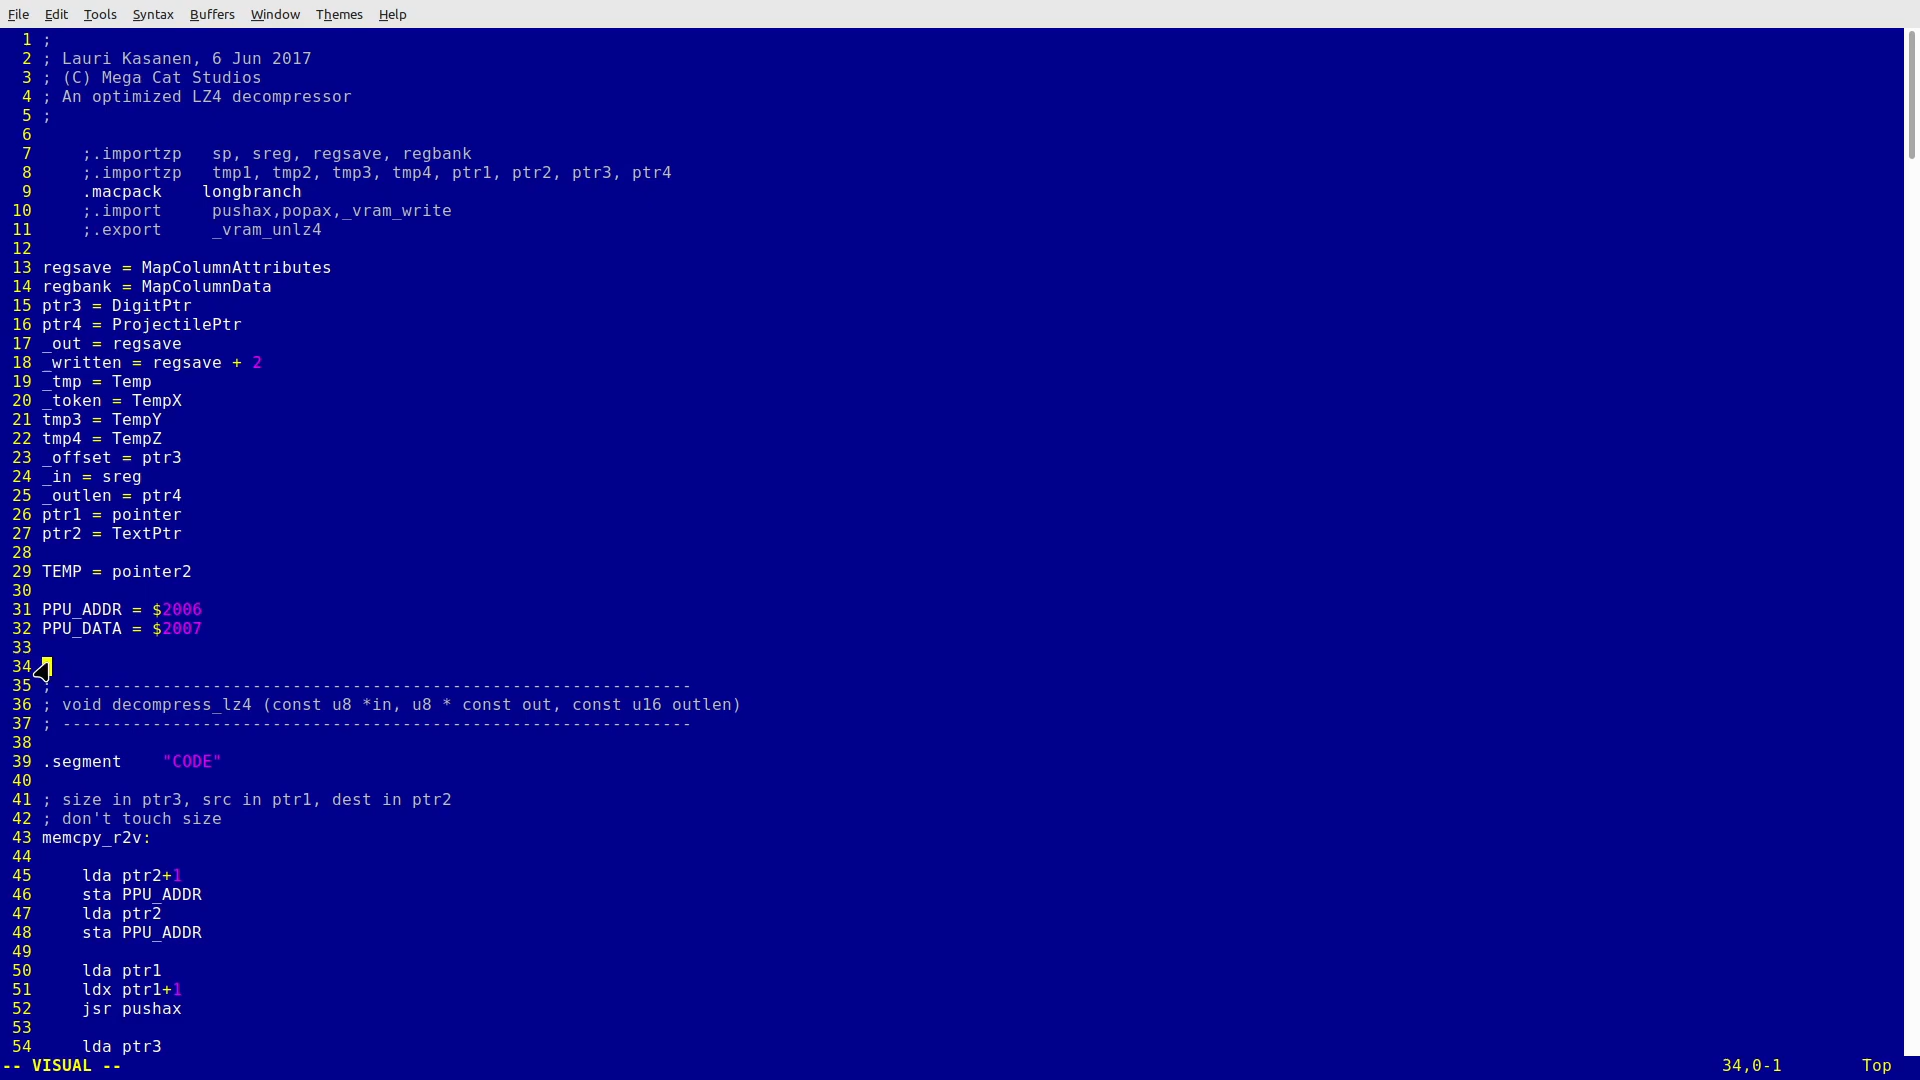 File Edit Tools Syntax Buffers Window Themes Help
1 ;
2 ; Lauri Kasanen, 6 Jun 2017
3 ; (C) Mega Cat Studios
4 ; An optimized LZ4 decompressor
5 ;
6
7     ;.importzp   sp, sreg, regsave, regbank
8     ;.importzp   tmp1, tmp2, tmp3, tmp4, ptr1, ptr2, ptr3, ptr4
9     .macpack    longbranch
10     ;.import     pushax,popax,_vram_write
11     ;.export     _vram_unlz4
12
13 regsave = MapColumnAttributes
14 regbank = MapColumnData
15 ptr3 = DigitPtr
16 ptr4 = ProjectilePtr
17 _out = regsave
18 _written = regsave + 2
19 _tmp = Temp
20 _token = TempX
21 tmp3 = TempY
22 tmp4 = TempZ
23 _offset = ptr3
24 _in = sreg
25 _outlen = ptr4
26 ptr1 = pointer
27 ptr2 = TextPtr
28
29 TEMP = pointer2
30
31 PPU_ADDR = $2006
32 PPU_DATA = $2007
33
34
35 ; ---------------------------------------------------------------
36 ; void decompress_lz4 (const u8 *in, u8 * const out, const u16 outlen)
37 ; ---------------------------------------------------------------
38
39 .segment    "CODE"
40
41 ; size in ptr3, src in ptr1, dest in ptr2
42 ; don't touch size
43 memcpy_r2v:
44
45     lda ptr2+1
46     sta PPU_ADDR
47     lda ptr2
48     sta PPU_ADDR
49
50     lda ptr1
51     ldx ptr1+1
52     jsr pushax
53
54     lda ptr3
-- VISUAL -- 34,0-1 Top